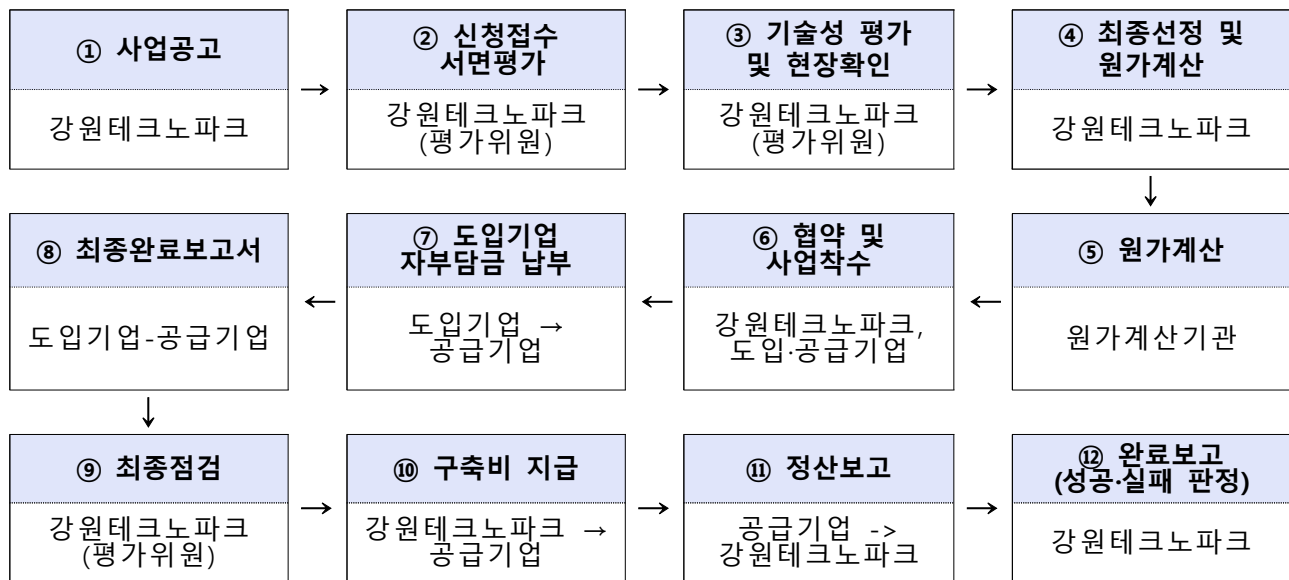 ① 사업공고
강원테크노파크
② 신청접수
서면평가
강원테크노파크
(평가위원)
③ 기술성 평가
및 현장확인
강원테크노파크
(평가위원)
④ 최종선정 및
원가계산
강원테크노파크
→ → →
↓
⑧ 최종완료보고서
도입기업-공급기업
⑦ 도입기업
자부담금 납부
도입기업 →
공급기업
⑥ 협약 및
사업착수
강원테크노파크,
도입·공급기업
⑤ 원가계산
원가계산기관
← ← ←
↓
⑨ 최종점검
강원테크노파크
(평가위원)
⑩ 구축비 지급
강원테크노파크 →
공급기업
⑪ 정산보고
공급기업 ->
강원테크노파크
⑫ 완료보고
(성공·실패 판정)
강원테크노파크
→ → →